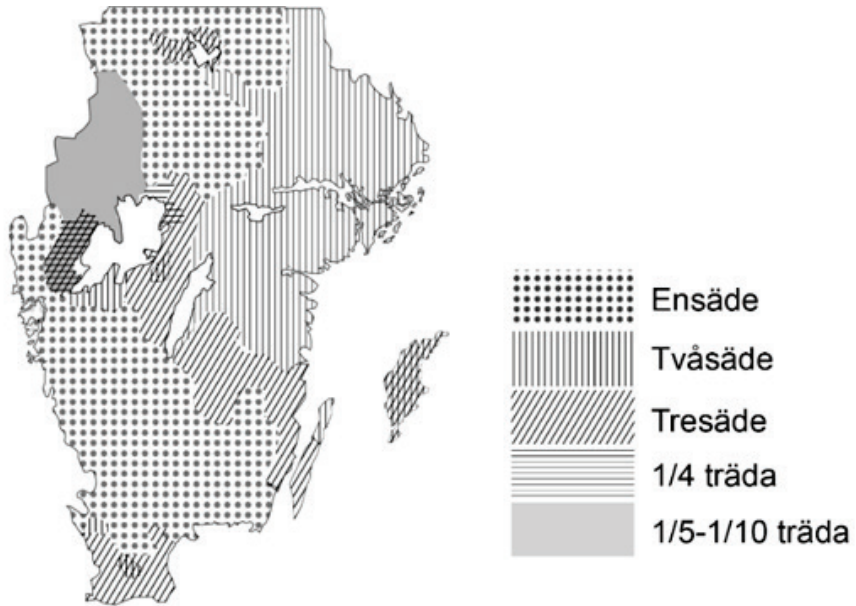 Ensäde
Tvåsäde
Tresäde
1/4 träda
1/5-1/10 träda